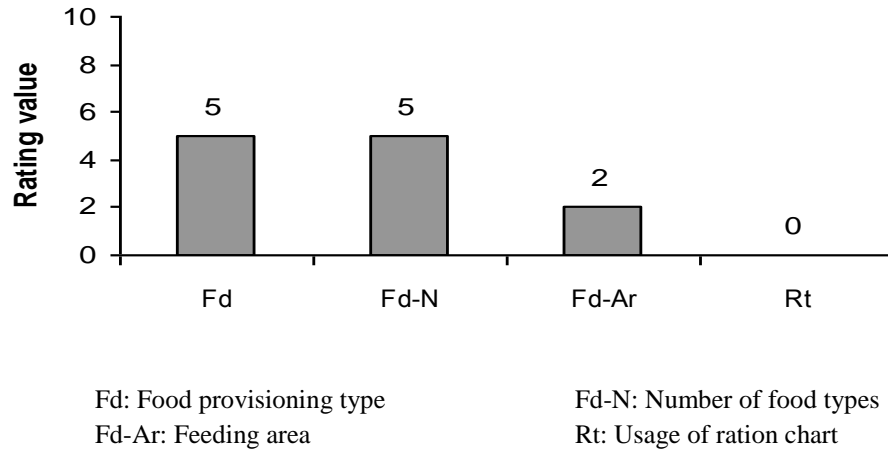 10
8
6
4
2
0
Rating value
5
5
2
0
Fd Fd-N Fd-Ar Rt
Fd: Food provisioning type Fd-N: Number of food types
Fd-Ar: Feeding area Rt: Usage of ration chart